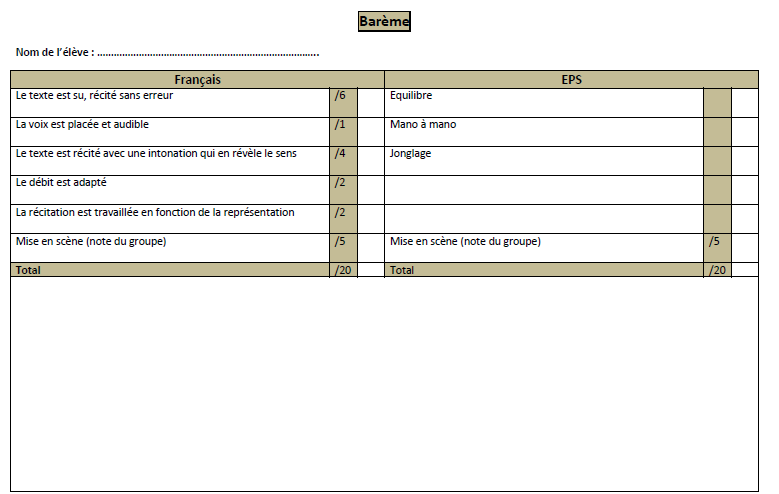 Barème
Nom de l'élève : ................................................................................
Français EPS
Le texte est su, récité sans erreur /6 Equilibre
La voix est placée et audible /1 Mano à mano
Le texte est récité avec une intonation qui en révèle le sens /4 Jonglage
Le débit est adapté /2
La récitation est travaillée en fonction de la représentation /2
Mise en scène (note du groupe) /5 Mise en scène (note du groupe) /5
Total /20 Total /20